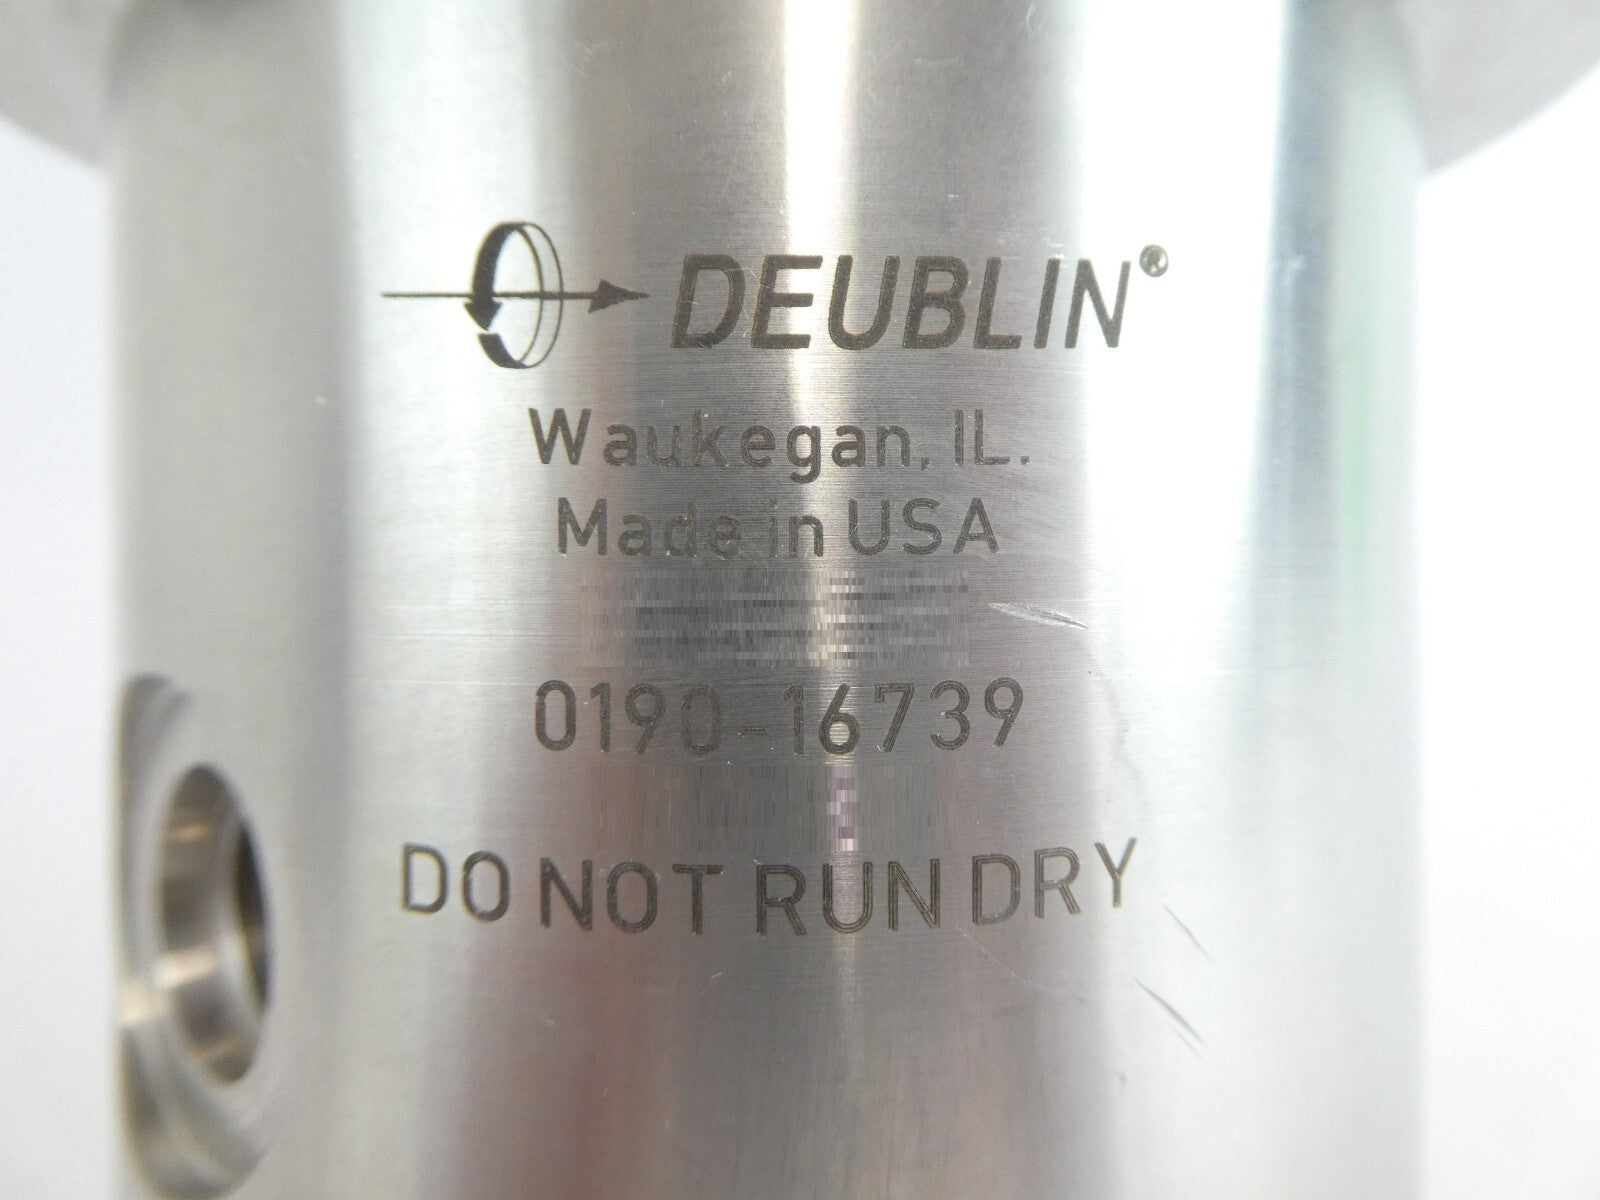 DEUBLIN®
Waukegan, IL.
Made in USA
0190-16739
DO NOT RUN DRY